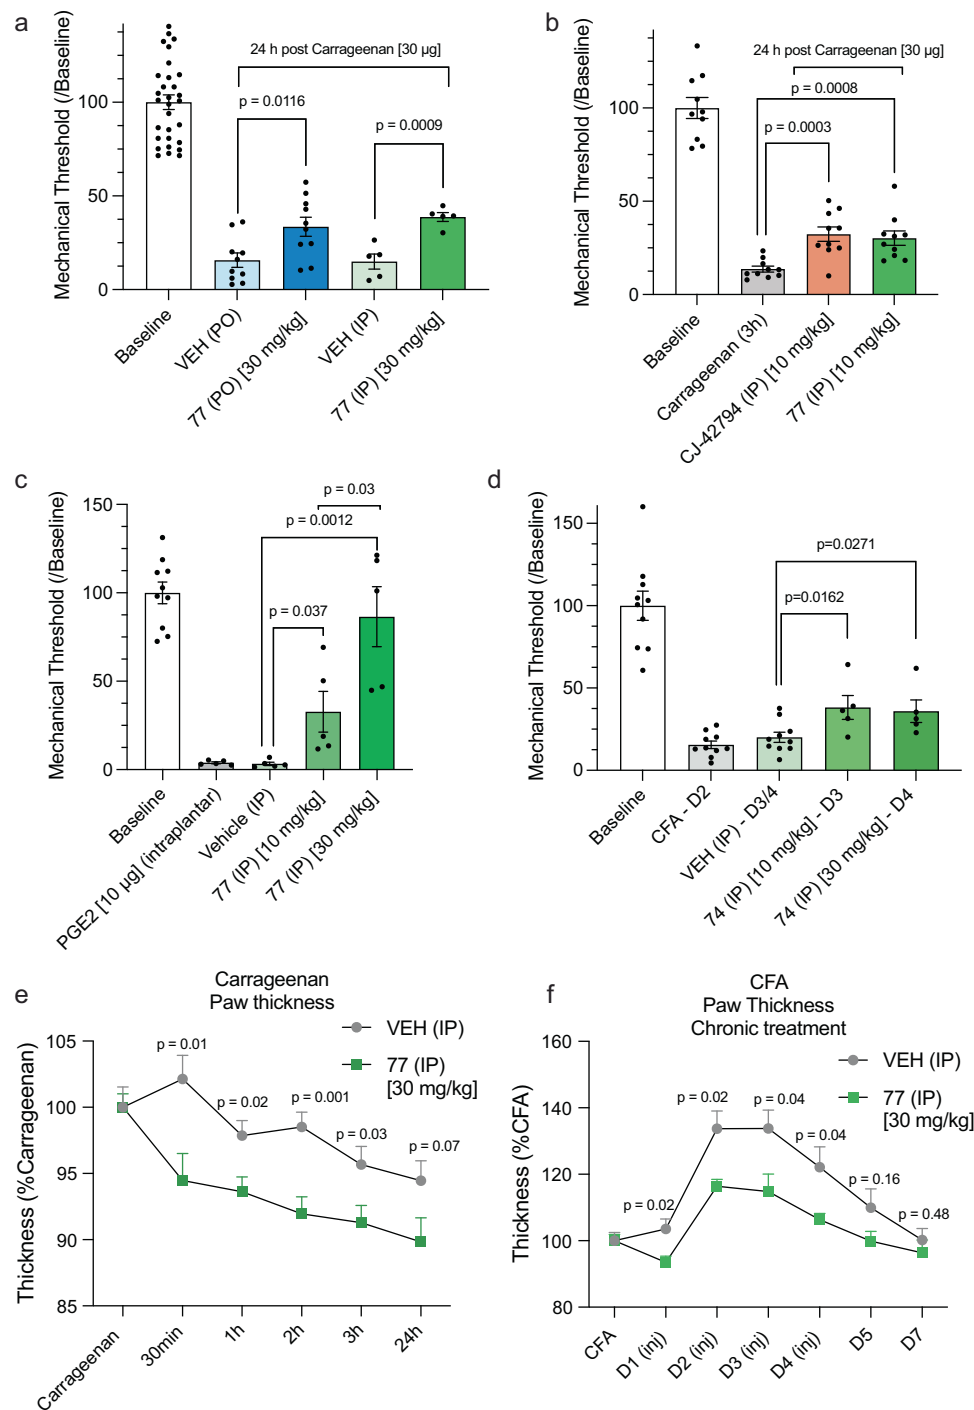 a
Mechanical Threshold (/Baseline)
100
50
0
24 h post Carrageenan [30 µg]
p = 0.0116
p = 0.0009
Baseline
VEH (PO)
77 (PO) [30 mg/kg]
VEH (IP)
77 (IP) [30 mg/kg]
b
Mechanical Threshold (/Baseline)
100
50
0
24 h post Carrageenan [30 µg]
p = 0.0008
p = 0.0003
Baseline
Carrageenan (3h)
CJ-42794 (IP) [10 mg/kg]
77 (IP) [10 mg/kg]
c
Mechanical Threshold (/Baseline)
150
100
50
0
p = 0.03
p = 0.0012
p = 0.037
Baseline
PGE2 [10 µg] (intraplantar)
Vehicle (IP)
77 (IP) [10 mg/kg]
77 (IP) [30 mg/kg]
d
Mechanical Threshold (/Baseline)
150
100
50
0
p=0.0271
p=0.0162
Baseline
CFA - D2
VEH (IP) - D3/4
74 (IP) [10 mg/kg] - D3
74 (IP) [30 mg/kg] - D4
e
Carrageenan
Paw thickness
VEH (IP)
77 (IP)
[30 mg/kg]
Thickness (%Carrageenan)
105
100
95
90
85
p = 0.01
p = 0.02
p = 0.001
p = 0.03
p = 0.07
Carrageenan
30min
1h
2h
3h
24h
f
CFA
Paw Thickness
Chronic treatment
VEH (IP)
77 (IP)
[30 mg/kg]
Thickness (%CFA)
160
140
120
100
80
p = 0.02
p = 0.02
p = 0.04
p = 0.04
p = 0.16
p = 0.48
CFA
D1 (inj)
D2 (inj)
D3 (inj)
D4 (inj)
D5
D7